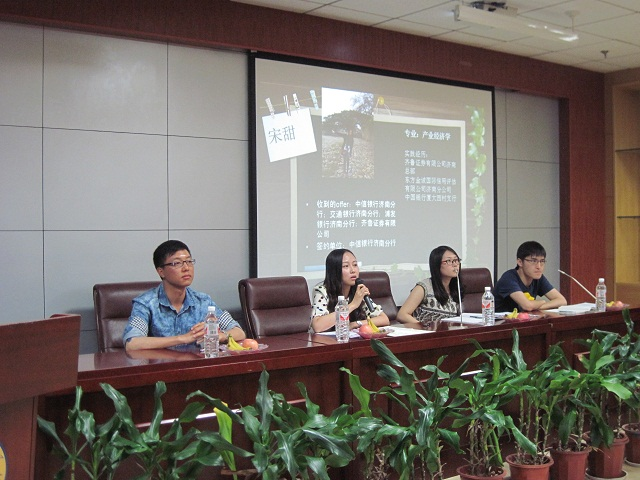 宋甜
专业：产业经济学
实践经历：
齐鲁证券有限公司济南
总部
东方金诚国际信用评估
有限公司济南分公司
中国银行唐大西村支行
收到的offer：中信银行济南分
行；交通银行济南分行；浦发
银行济南分行；齐鲁证券有限
公司
签约单位：中信银行济南分行